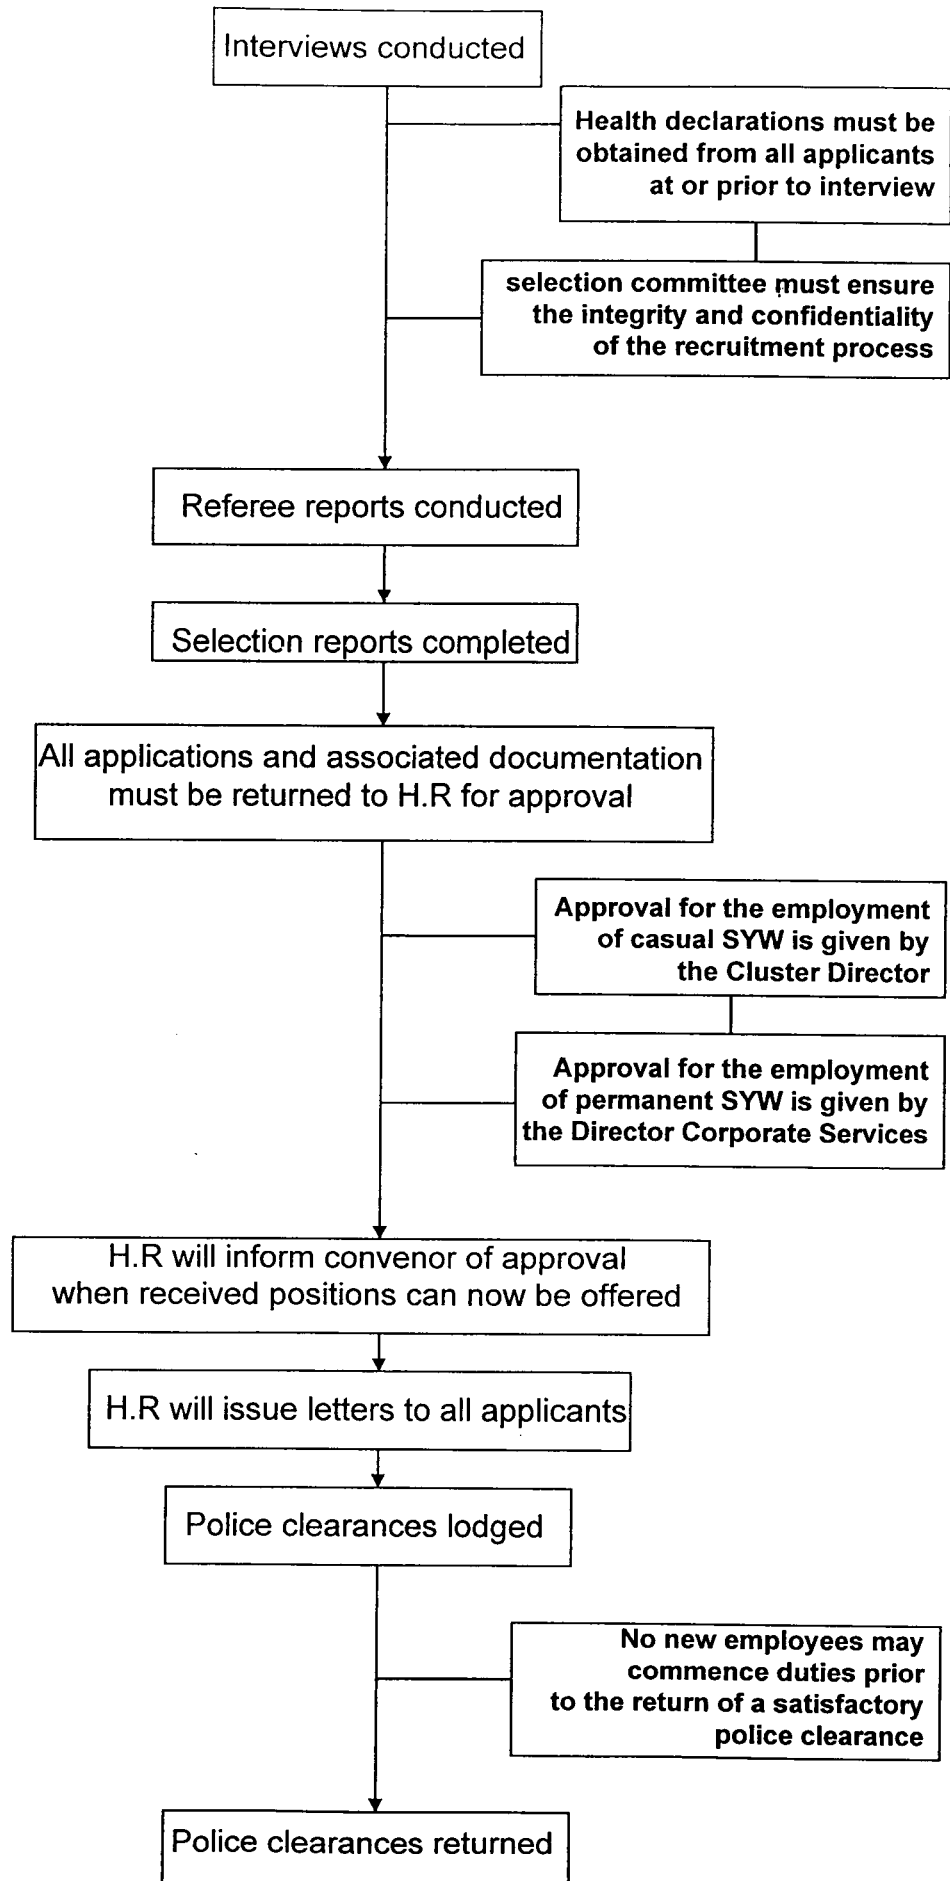 Interviews conducted
Health declarations must be
obtained from all applicants
at or prior to interview
selection committee must ensure
the integrity and confidentiality
of the recruitment process
Referee reports conducted
Selection reports completed
All applications and associated documentation
must be returned to H.R for approval
Approval for the employment
of casual SYW is given by
the Cluster Director
Approval for the employment
of permanent SYW is given by
the Director Corporate Services
H.R will inform convenor of approval
when received positions can now be offered
H.R will issue letters to all applicants
Police clearances lodged
No new employees may
commence duties prior
to the return of a satisfactory
police clearance
Police clearances returned